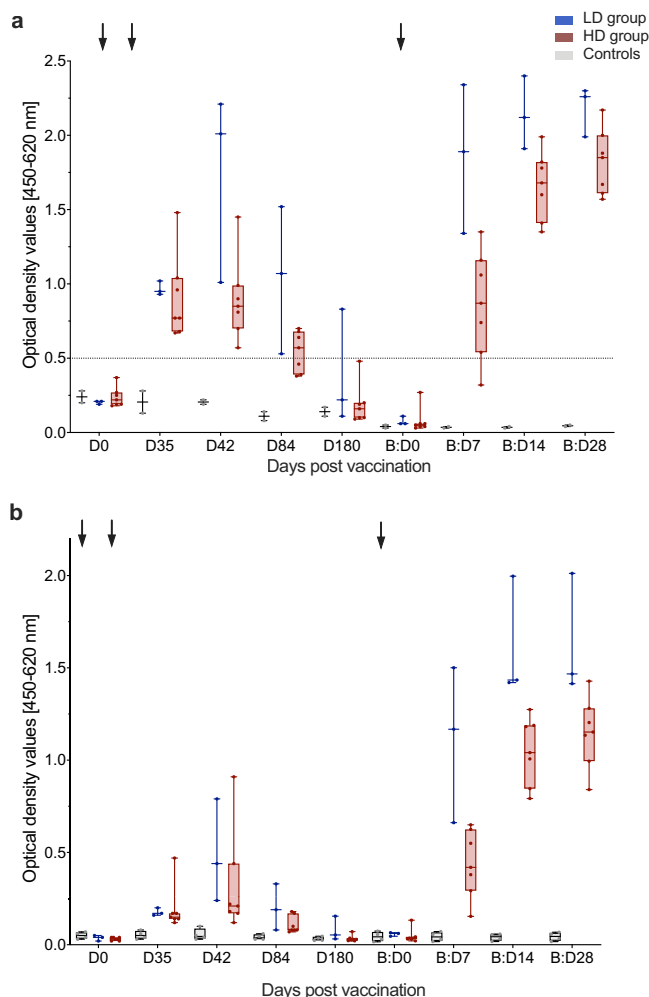 a
LD group
HD group
Controls
Optical density values [450-620 nm]
2.5
2.0
1.5
1.0
0.5
0.0
D0 D35 D42 D84 D180 B:D0 B:D7 B:D14 B:D28
Days post vaccination
b
Optical density values [450-620 nm]
2.0
1.5
1.0
0.5
0.0
D0 D35 D42 D84 D180 B:D0 B:D7 B:D14 B:D28
Days post vaccination